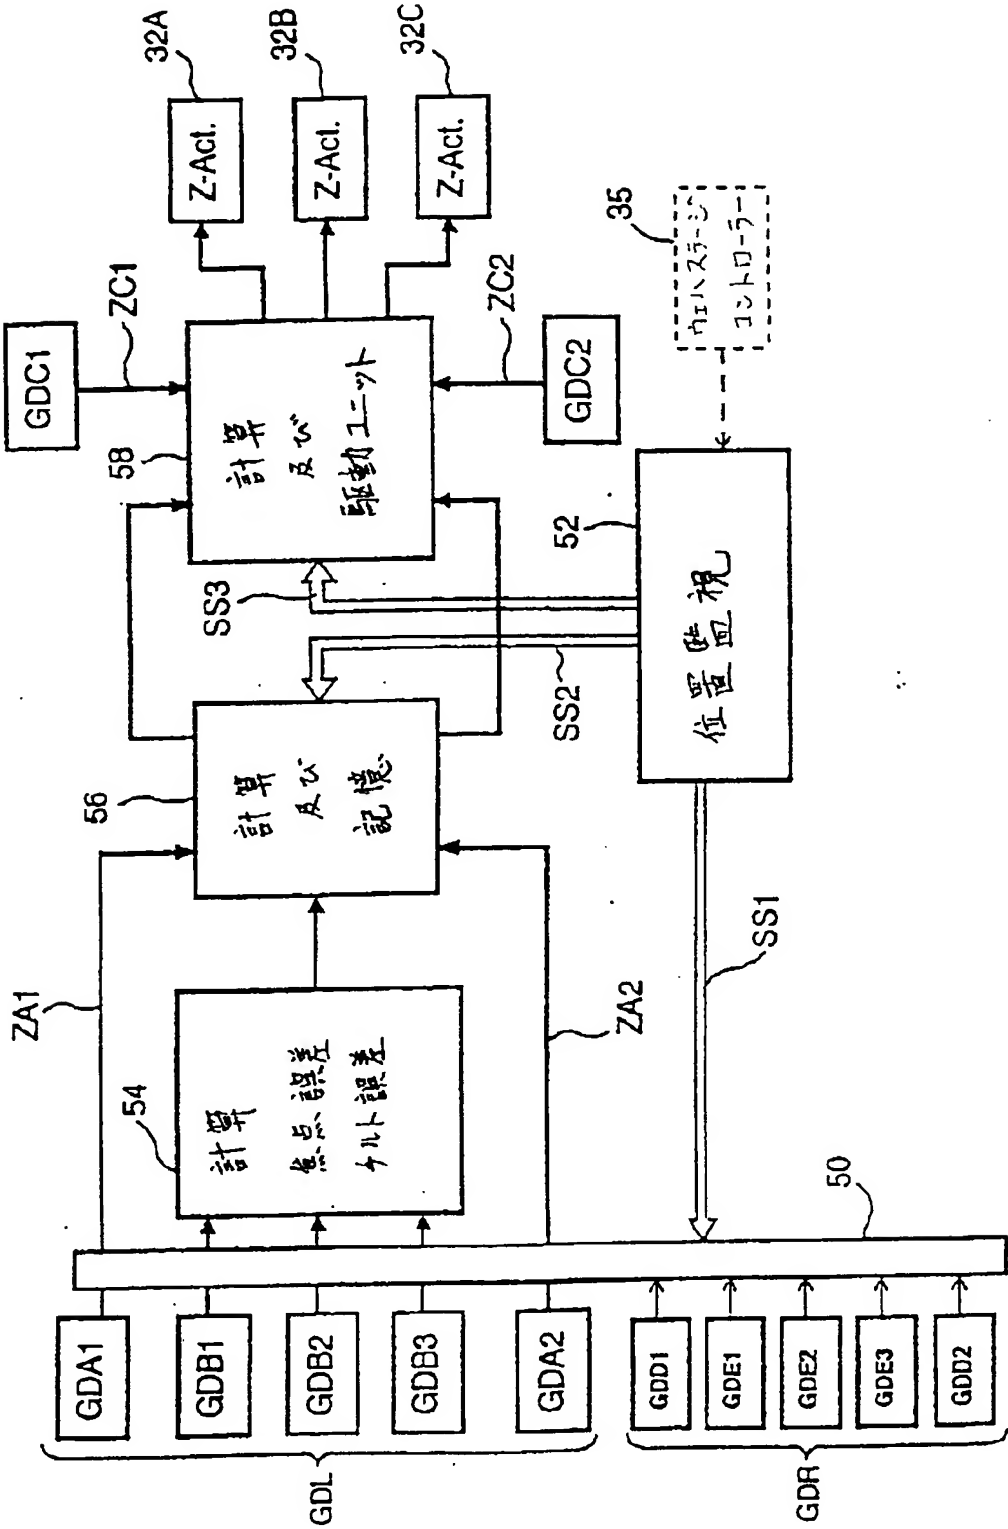 GDL
GDA1
GDB1
GDB2
GDB3
GDA2
GDR
GDD1
GDE1
GDE2
GDE3
GDD2
50
ZA1
ZA2
54
計算
焦点誤差
チルト誤差
56
計算
及び
記憶
SS1
SS2
SS3
52
位置監視
35
ウェハステージ
コントローラー
58
計算
及び
駆動ユニット
GDC1
ZC1
GDC2
ZC2
Z-Act.
32A
Z-Act.
32B
Z-Act.
32C